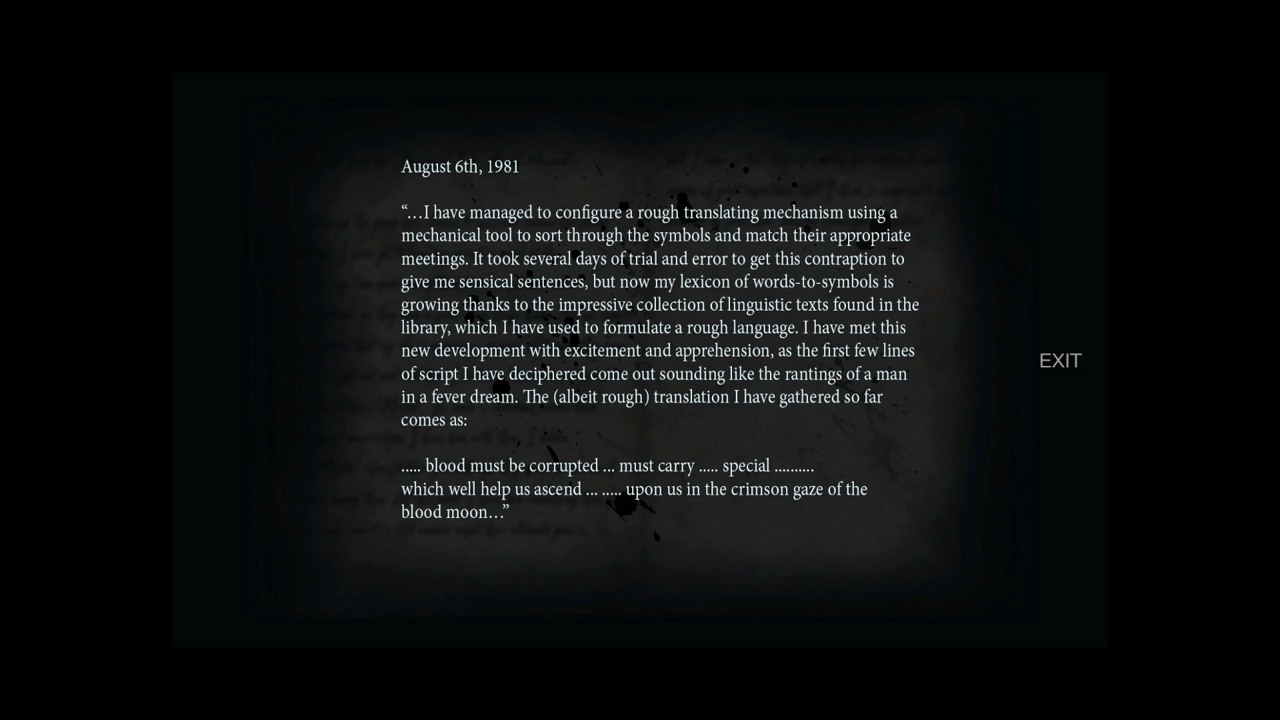 August 6th, 1981
“…I have managed to configure a rough translating mechanism using a
mechanical tool to sort through the symbols and match their appropriate
meetings. It took several days of trial and error to get this contraption to
give me sensical sentences, but now my lexicon of words-to-symbols is
growing thanks to the impressive collection of linguistic texts found in the
library, which I have used to formulate a rough language. I have met this
new development with excitement and apprehension, as the first few lines
of script I have deciphered come out sounding like the rantings of a man
in a fever dream. The (albeit rough) translation I have gathered so far
comes as:
..... blood must be corrupted ... must carry ..... special ..........
which well help us ascend ... ..... upon us in the crimson gaze of the
blood moon…”
EXIT